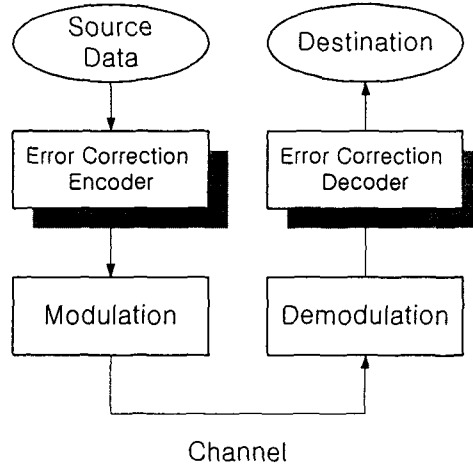 Source
Data
Error Correction
Encoder
Modulation
Destination
Error Correction
Decoder
Demodulation
Channel